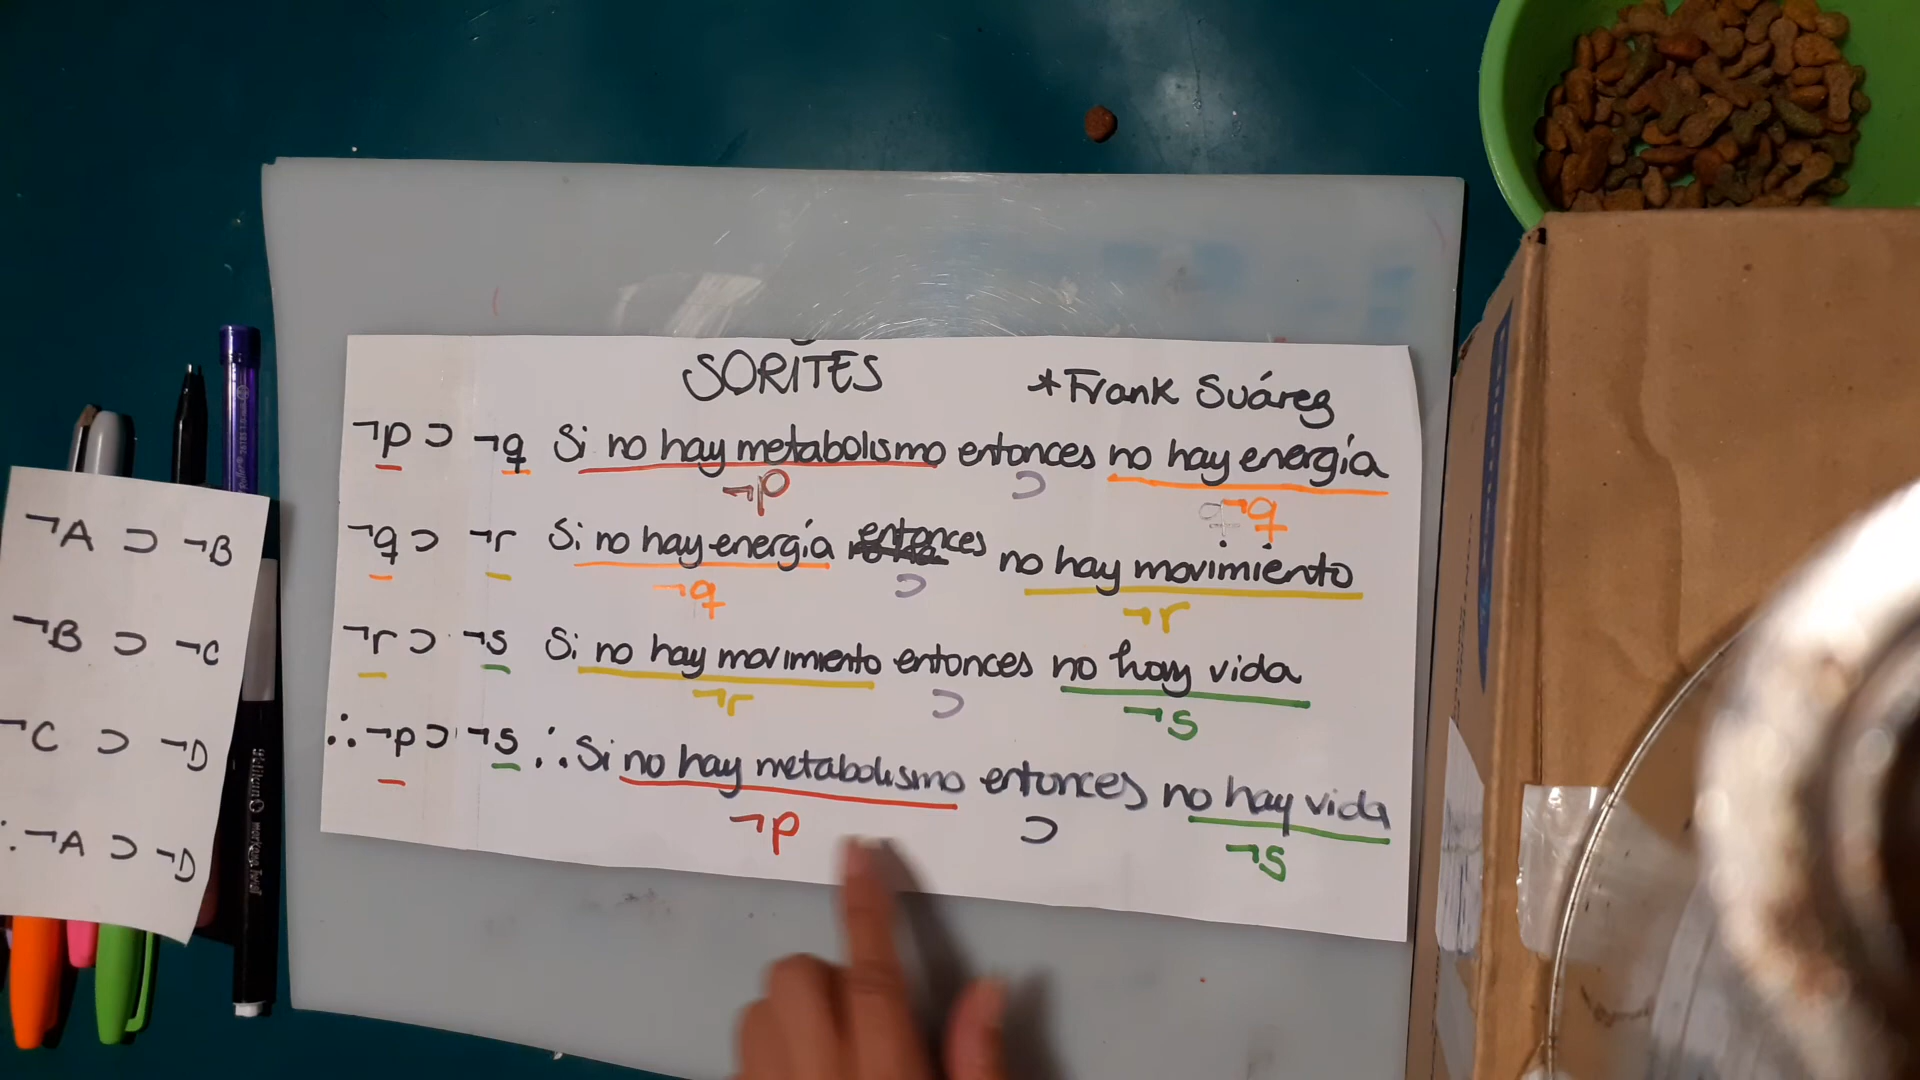 SORITES *Frank Suárez
¬p ⊃ ¬q Si no hay metabolismo entonces no hay energía
¬p ⊃ ¬q
¬q ⊃ ¬r Si no hay energía entonces no hay movimiento
¬q ⊃ ¬r
¬r ⊃ ¬s Si no hay movimiento entonces no hay vida
¬r ⊃ ¬s
∴ ¬p ⊃ ¬s ∴ Si no hay metabolismo entonces no hay vida
¬p ⊃ ¬s
¬A ⊃ ¬B
¬B ⊃ ¬C
¬C ⊃ ¬D
∴ ¬A ⊃ ¬D